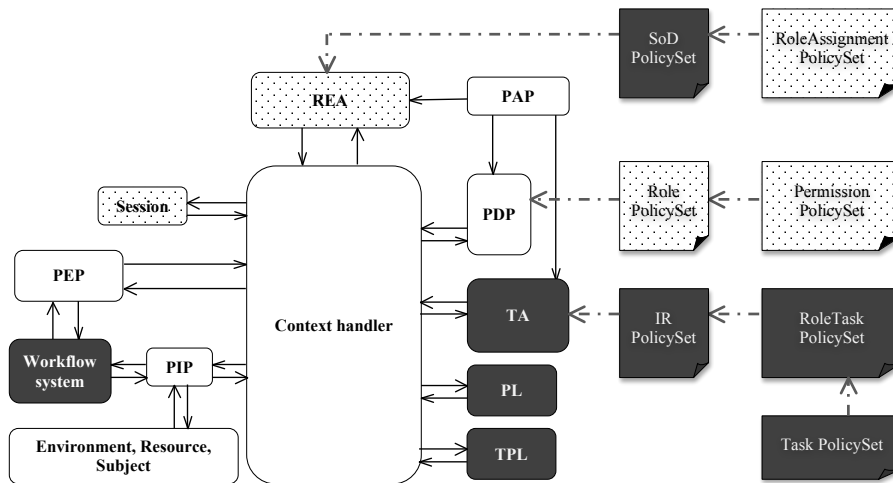 SoD
PolicySet
RoleAssignment
PolicySet
REA
PAP
Session
PDP
Role
PolicySet
Permission
PolicySet
PEP
Context handler
TA
IR
PolicySet
RoleTask
PolicySet
Workflow
system
PIP
PL
Environment, Resource,
Subject
TPL
Task PolicySet